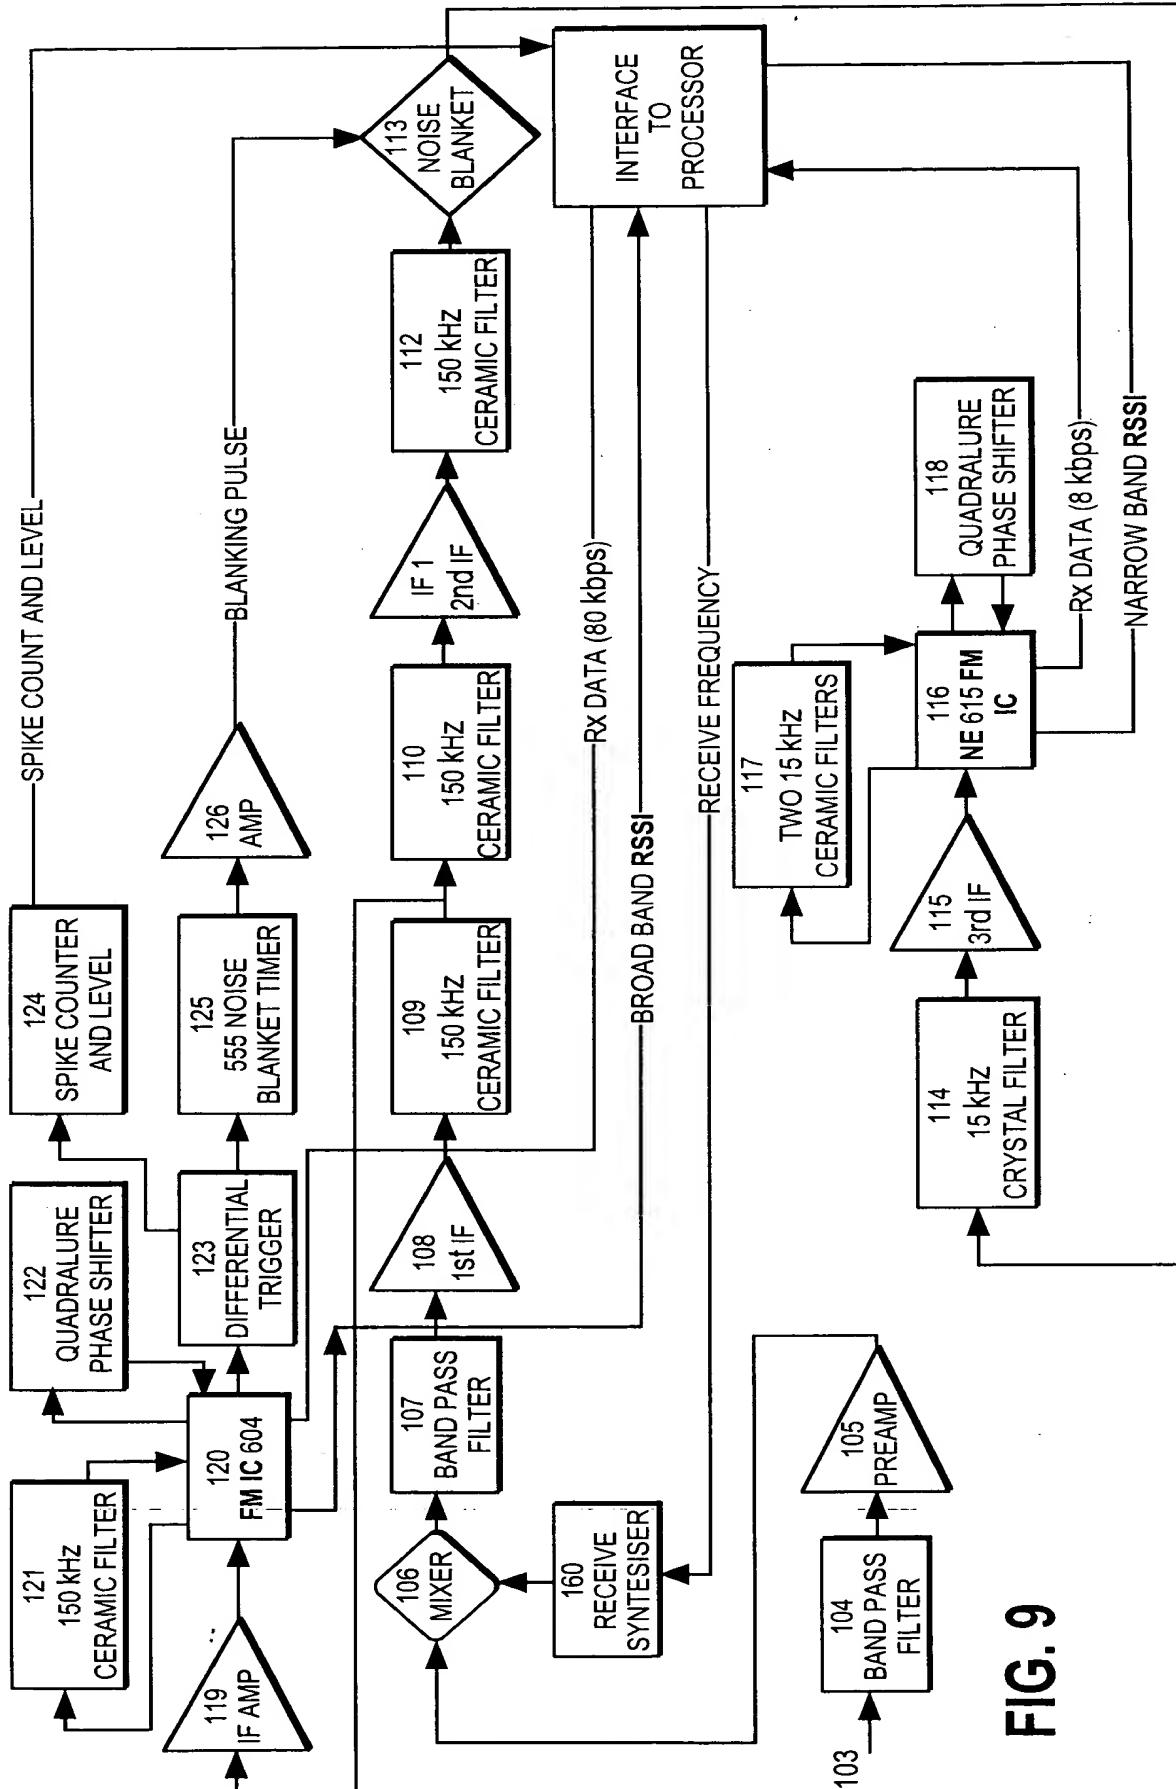 121
150 kHz
CERAMIC FILTER
122
QUADRALURE
PHASE SHIFTER
124
SPIKE COUNTER
AND LEVEL
SPIKE COUNT AND LEVEL
119
IF AMP
120
FM IC 604
123
DIFFERENTIAL
TRIGGER
125
555 NOISE
BLANKET TIMER
126
AMP
BLANKING PULSE
106
MIXER
107
BAND PASS
FILTER
108
1st IF
109
150 kHz
CERAMIC FILTER
110
150 kHz
CERAMIC FILTER
IF 1
2nd IF
112
150 kHz
CERAMIC FILTER
113
NOISE
BLANKET
160
RECEIVE
SYNTESISER
Rx DATA (80 kbps)
BROAD BAND RSSI
RECEIVE FREQUENCY
INTERFACE
TO
PROCESSOR
103
104
BAND PASS
FILTER
105
PREAMP
117
TWO 15 kHz
CERAMIC FILTERS
114
15 kHz
CRYSTAL FILTER
115
3rd IF
116
NE 615 FM
IC
118
QUADRALURE
PHASE SHIFTER
Rx DATA (8 kbps)
NARROW BAND RSSI
FIG. 9